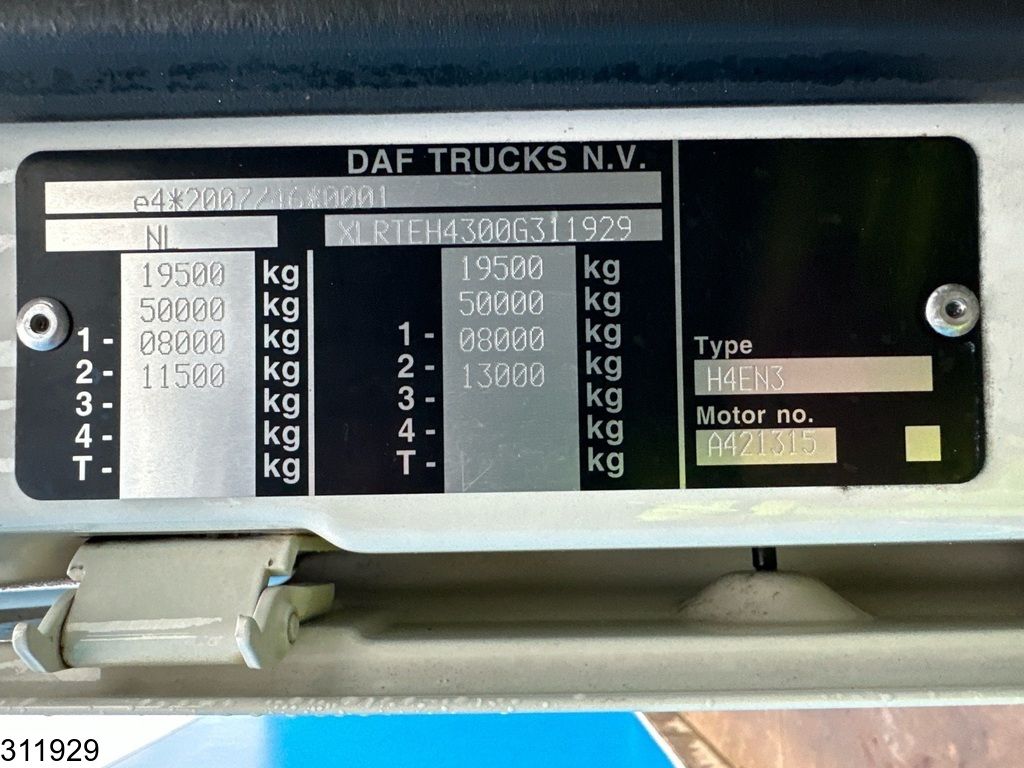 DAF TRUCKS N.V.
e4*2007/46*0001
NL XLRTEH4300G311929
19500 kg 19500 kg
50000 kg 50000 kg
1- 08000 kg 1- 08000 kg
2- 11500 kg 2- 13000 kg
3- kg 3- kg
4- kg 4- kg
T- kg T- kg
Type
H4EN3
Motor no.
A421315
311929